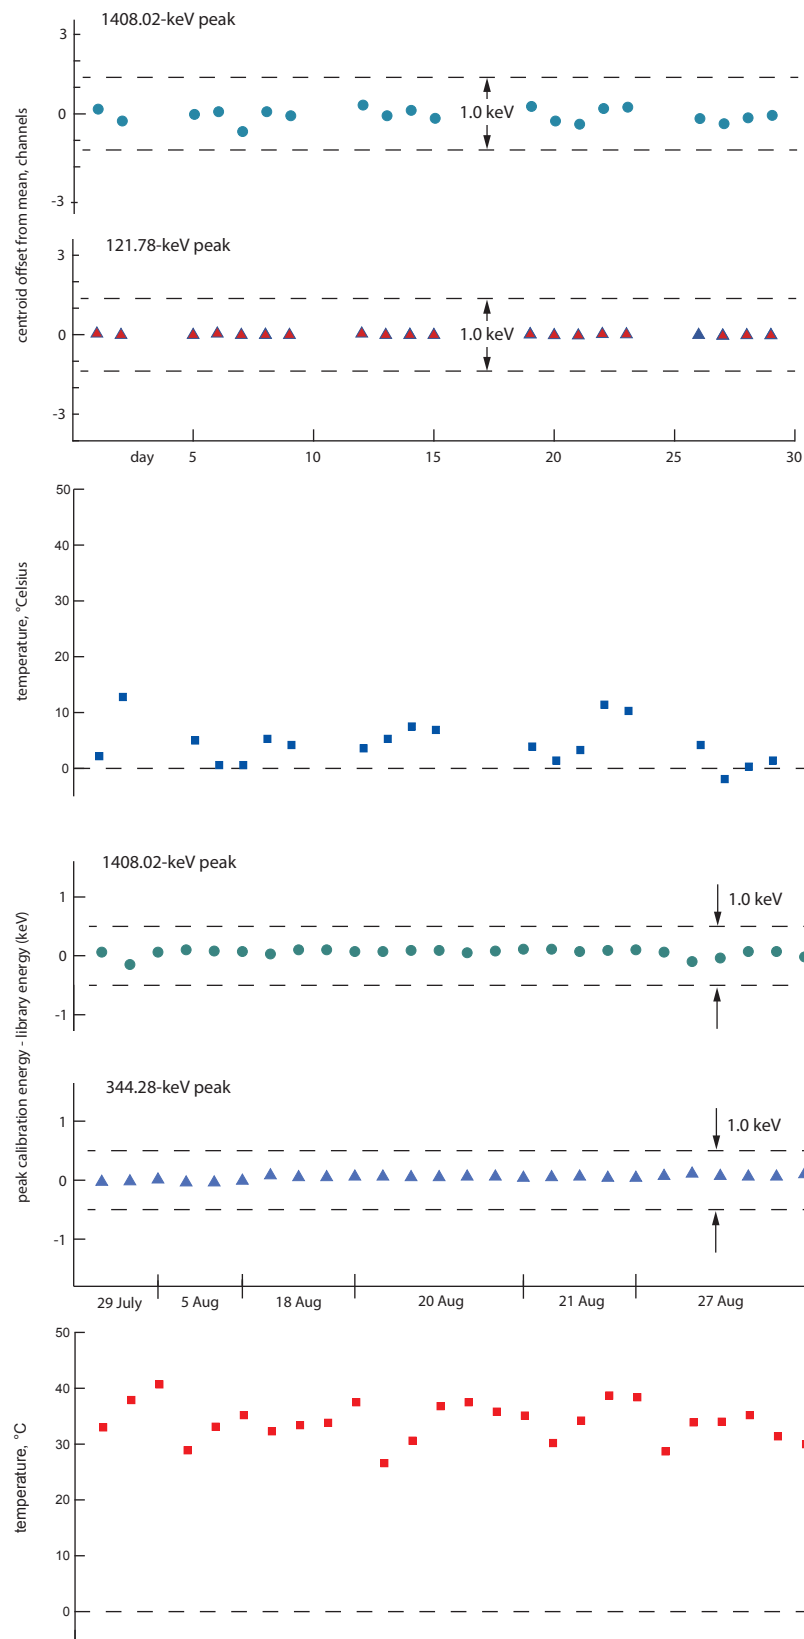 1408.02-keV peak
3
0
-3
1.0 keV
centroid offset from mean, channels
121.78-keV peak
3
0
-3
1.0 keV
day 5 10 15 20 25 30
50
40
30
20
10
0
temperature, °Celsius
1408.02-keV peak
1
0
-1
1.0 keV
peak calibration energy - library energy (keV)
344.28-keV peak
1
0
-1
1.0 keV
29 July 5 Aug 18 Aug 20 Aug 21 Aug 27 Aug
50
40
30
20
10
0
temperature, °C